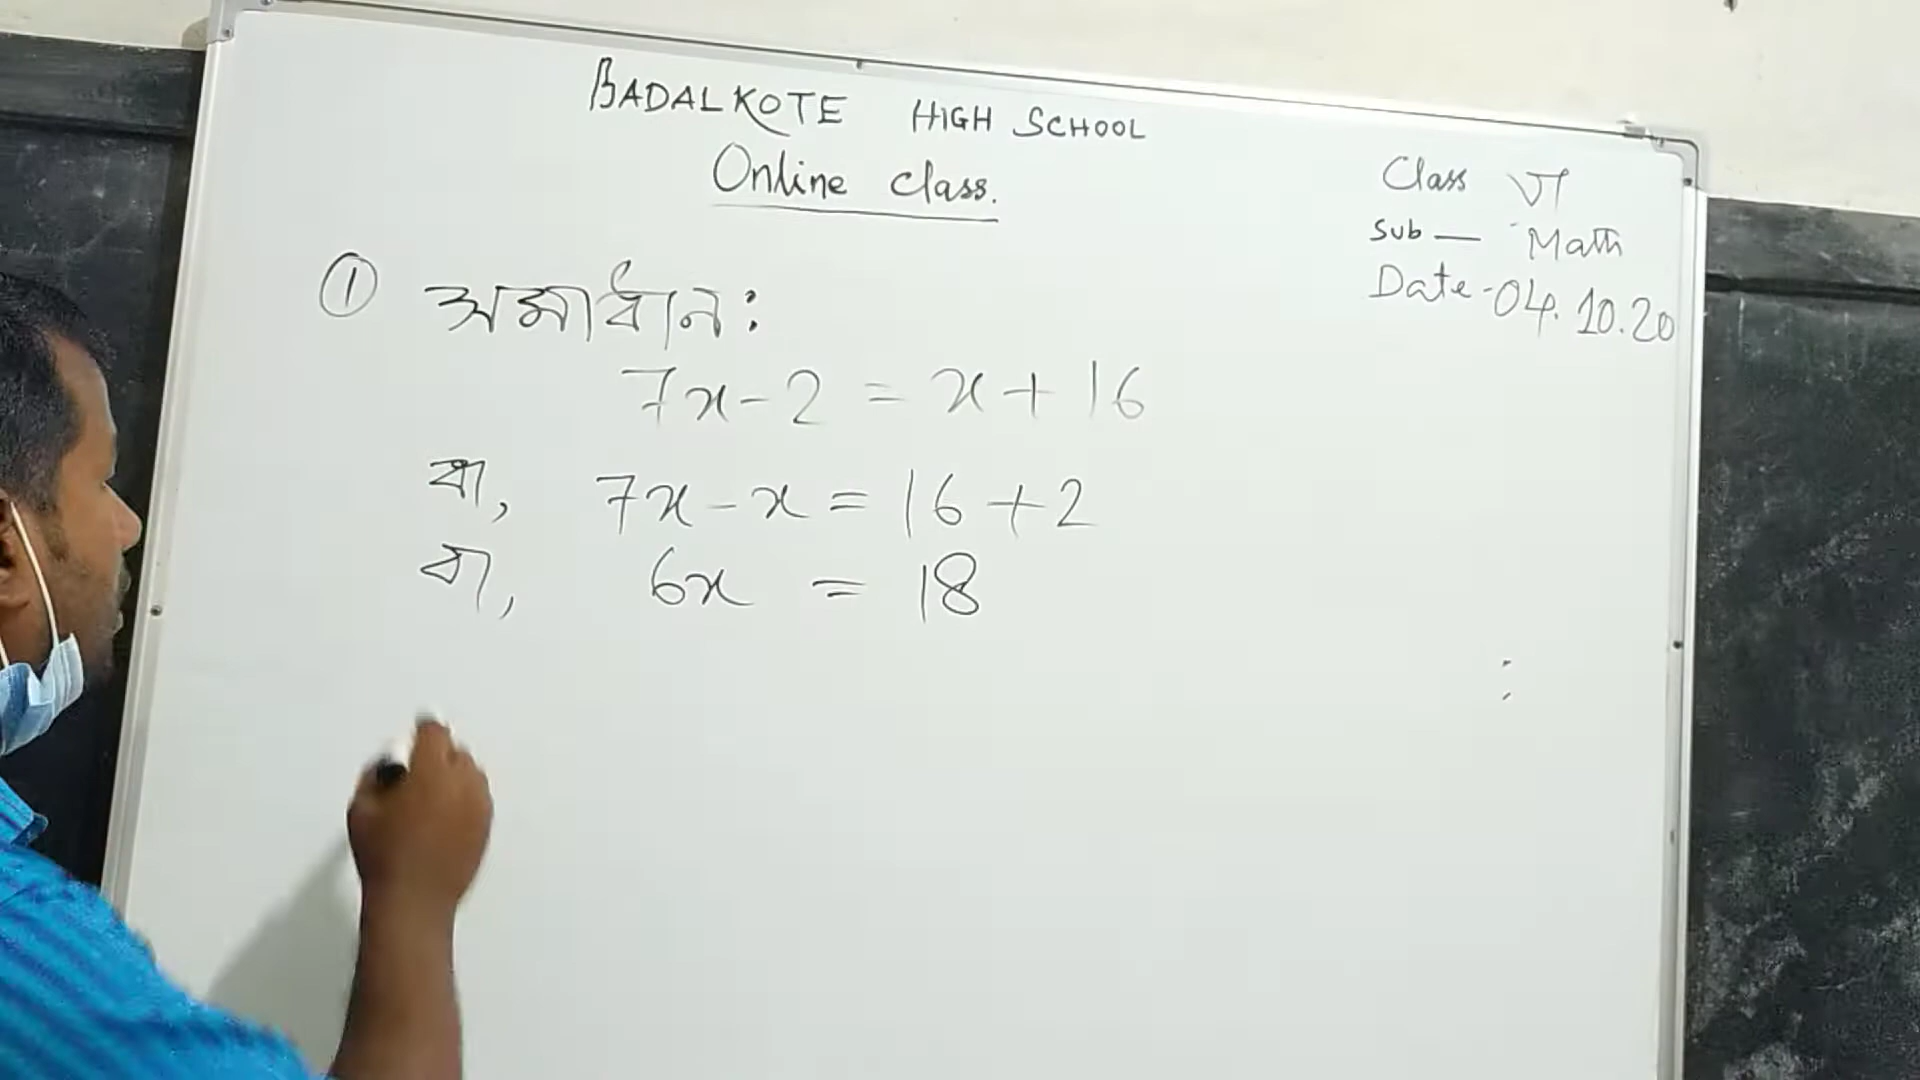 BADALKOTE HIGH SCHOOL
Online class.
Class VI
Sub — Math
Date - 04.10.20
① সমাধান:
7x - 2 = x + 16
বা, 7x - x = 16 + 2
বা, 6x = 18